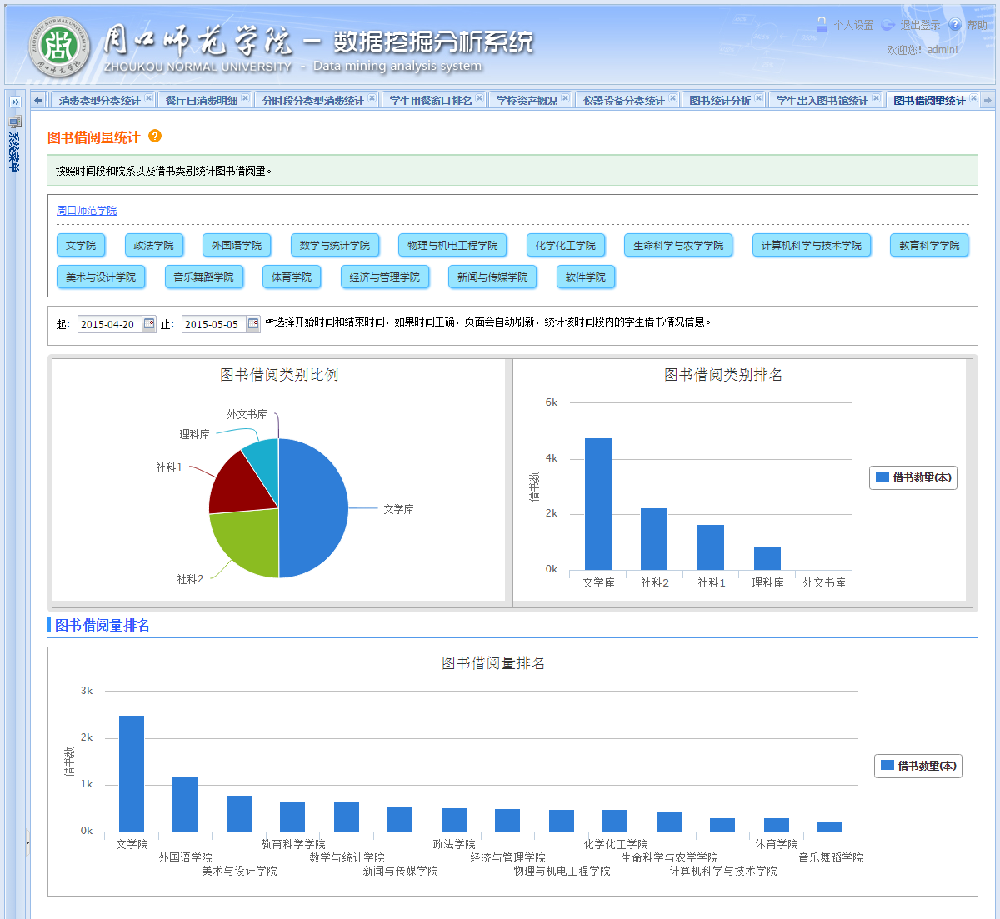 个人设置 退出登录 帮助
周口师范学院 — 数据挖掘分析系统
欢迎您! admin!
ZHOUKOU NORMAL UNIVERSITY - Data mining analysis system
消费类型分类统计 餐厅日消费明细 分时段分类型消费统计 学生用餐窗口排名 学校资产概况 仪器设备分类统计 图书统计分析 学生出入图书馆统计 图书借阅量统计
系统菜单
图书借阅量统计
按照时间段和院系以及借书类别统计图书借阅量。
周口师范学院
文学院 政法学院 外国语学院 数学与统计学院 物理与机电工程学院 化学化工学院 生命科学与农学学院 计算机科学与技术学院 教育科学学院
美术与设计学院 音乐舞蹈学院 体育学院 经济与管理学院 新闻与传媒学院 软件学院
起: 2015-04-20 止: 2015-05-05 ☞选择开始时间和结束时间，如果时间正确，页面会自动刷新，统计该时间段内的学生借书情况信息。
图书借阅类别比例
外文书库
理科库
社科1
文学库
社科2
图书借阅类别排名
6k
4k
2k
0k
借书数
文学库 社科2 社科1 理科库 外文书库
借书数量(本)
图书借阅量排名
图书借阅量排名
3k
2k
1k
0k
借书数
借书数量(本)
文学院 教育科学学院 政法学院 化学化工学院 体育学院
外国语学院 数学与统计学院 经济与管理学院 生命科学与农学学院 音乐舞蹈学院
美术与设计学院 新闻与传媒学院 物理与机电工程学院 计算机科学与技术学院